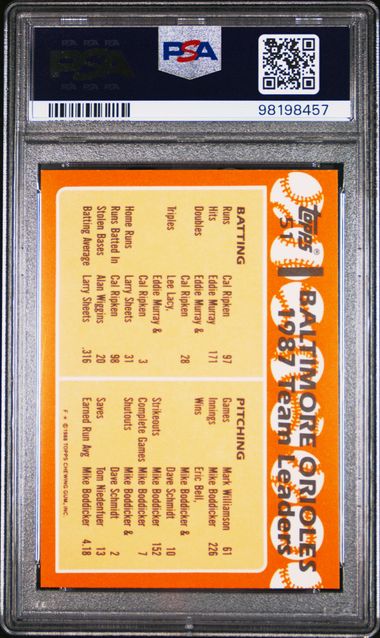 PSA
PSA
98198457
Topps®
51
BALTIMORE ORIOLES
1987 Team Leaders
BATTING
Runs Cal Ripken 97
Hits Eddie Murray 171
Doubles Eddie Murray &
Cal Ripken 28
Triples Lee Lacy,
Eddie Murray &
Cal Ripken 3
Home Runs Larry Sheets 31
Runs Batted In Cal Ripken 98
Stolen Bases Alan Wiggins 20
Batting Average Larry Sheets .316
PITCHING
Games Mark Williamson 61
Innings Mike Boddicker 226
Wins Eric Bell,
Mike Boddicker &
Dave Schmidt 10
Strikeouts Mike Boddicker 152
Complete Games Mike Boddicker 7
Shutouts Mike Boddicker &
Dave Schmidt 2
Saves Tom Niedenfuer 13
Earned Run Avg Mike Boddicker 4.18
F * © 1988 TOPPS CHEWING GUM, INC.